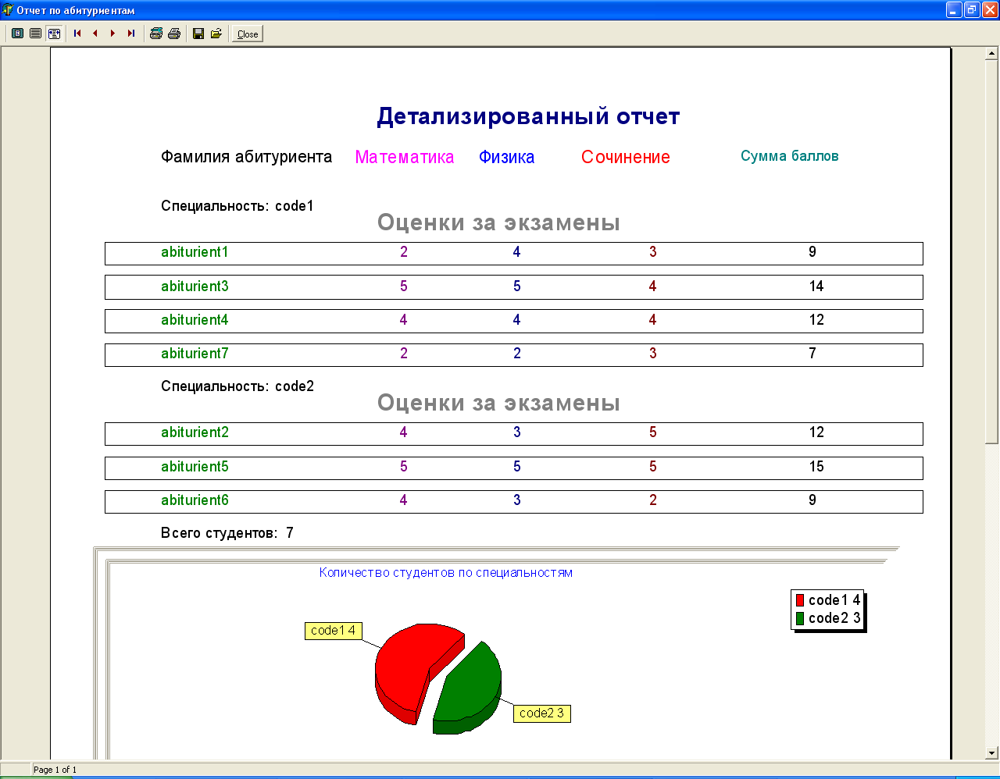 Отчет по абитуриентам
Close
Детализированный отчет
Фамилия абитуриента Математика Физика Сочинение Сумма баллов
Специальность: code1
Оценки за экзамены
abiturient1 2 4 3 9
abiturient3 5 5 4 14
abiturient4 4 4 4 12
abiturient7 2 2 3 7
Специальность: code2
Оценки за экзамены
abiturient2 4 3 5 12
abiturient5 5 5 5 15
abiturient6 4 3 2 9
Всего студентов: 7
Количество студентов по специальностям
code1 4
code2 3
code1 4
code2 3
Page 1 of 1